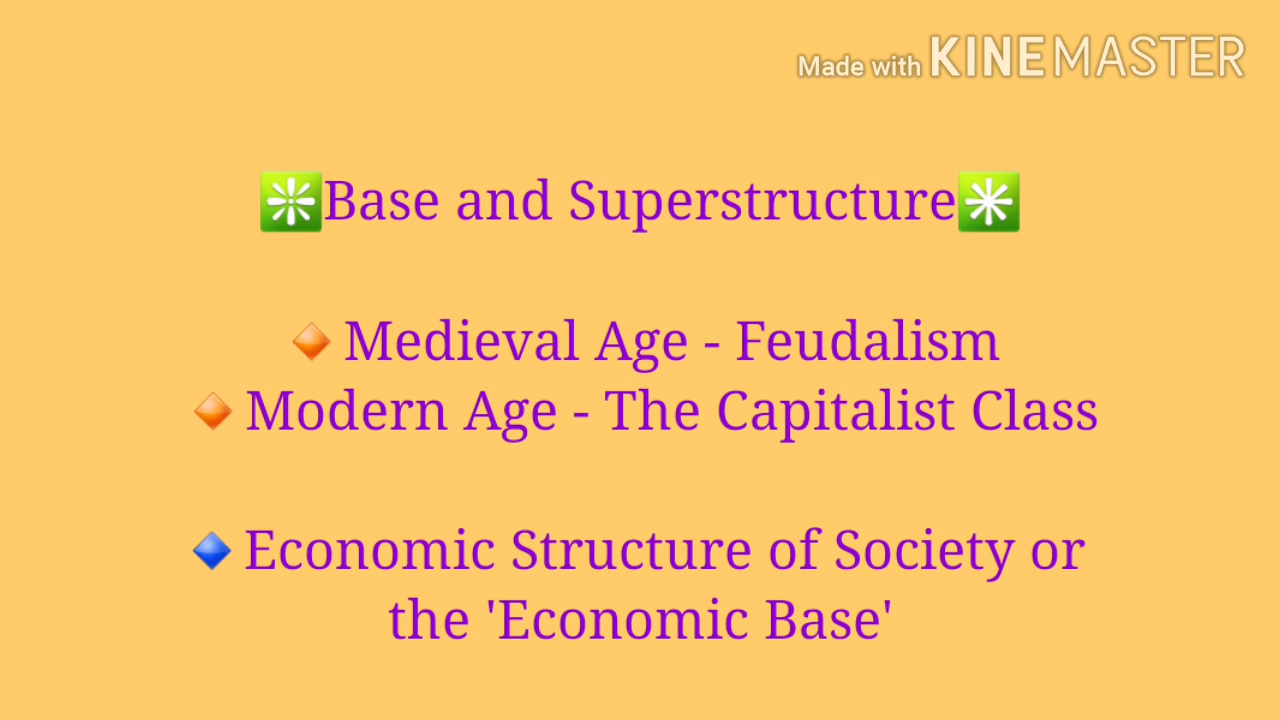 Made with KINEMASTER
❇Base and Superstructure✳
🔸Medieval Age - Feudalism
🔸Modern Age - The Capitalist Class
🔹Economic Structure of Society or
the 'Economic Base'